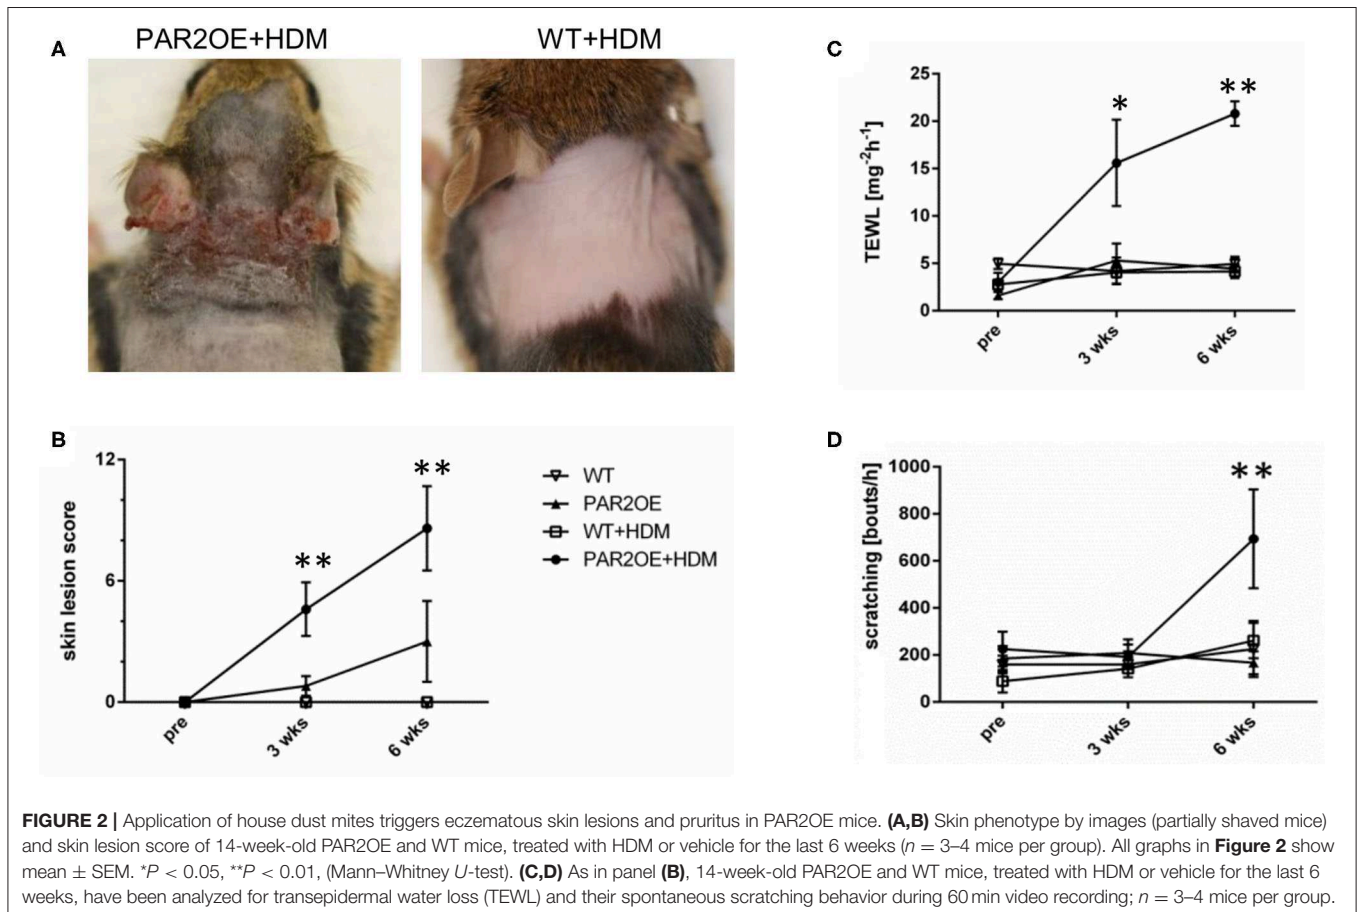 A
PAR2OE+HDM
WT+HDM
B
12
6
0
skin lesion score
pre
3 wks
6 wks
**
**
WT
PAR2OE
WT+HDM
PAR2OE+HDM
C
25
20
15
10
5
0
TEWL [mg⁻²h⁻¹]
pre
3 wks
6 wks
*
**
D
1000
800
600
400
200
0
scratching [bouts/h]
pre
3 wks
6 wks
**
FIGURE 2 | Application of house dust mites triggers eczematous skin lesions and pruritus in PAR2OE mice. (A,B) Skin phenotype by images (partially shaved mice)
and skin lesion score of 14-week-old PAR2OE and WT mice, treated with HDM or vehicle for the last 6 weeks (n = 3–4 mice per group). All graphs in Figure 2 show
mean ± SEM. *P < 0.05, **P < 0.01, (Mann–Whitney U-test). (C,D) As in panel (B), 14-week-old PAR2OE and WT mice, treated with HDM or vehicle for the last 6
weeks, have been analyzed for transepidermal water loss (TEWL) and their spontaneous scratching behavior during 60 min video recording; n = 3–4 mice per group.